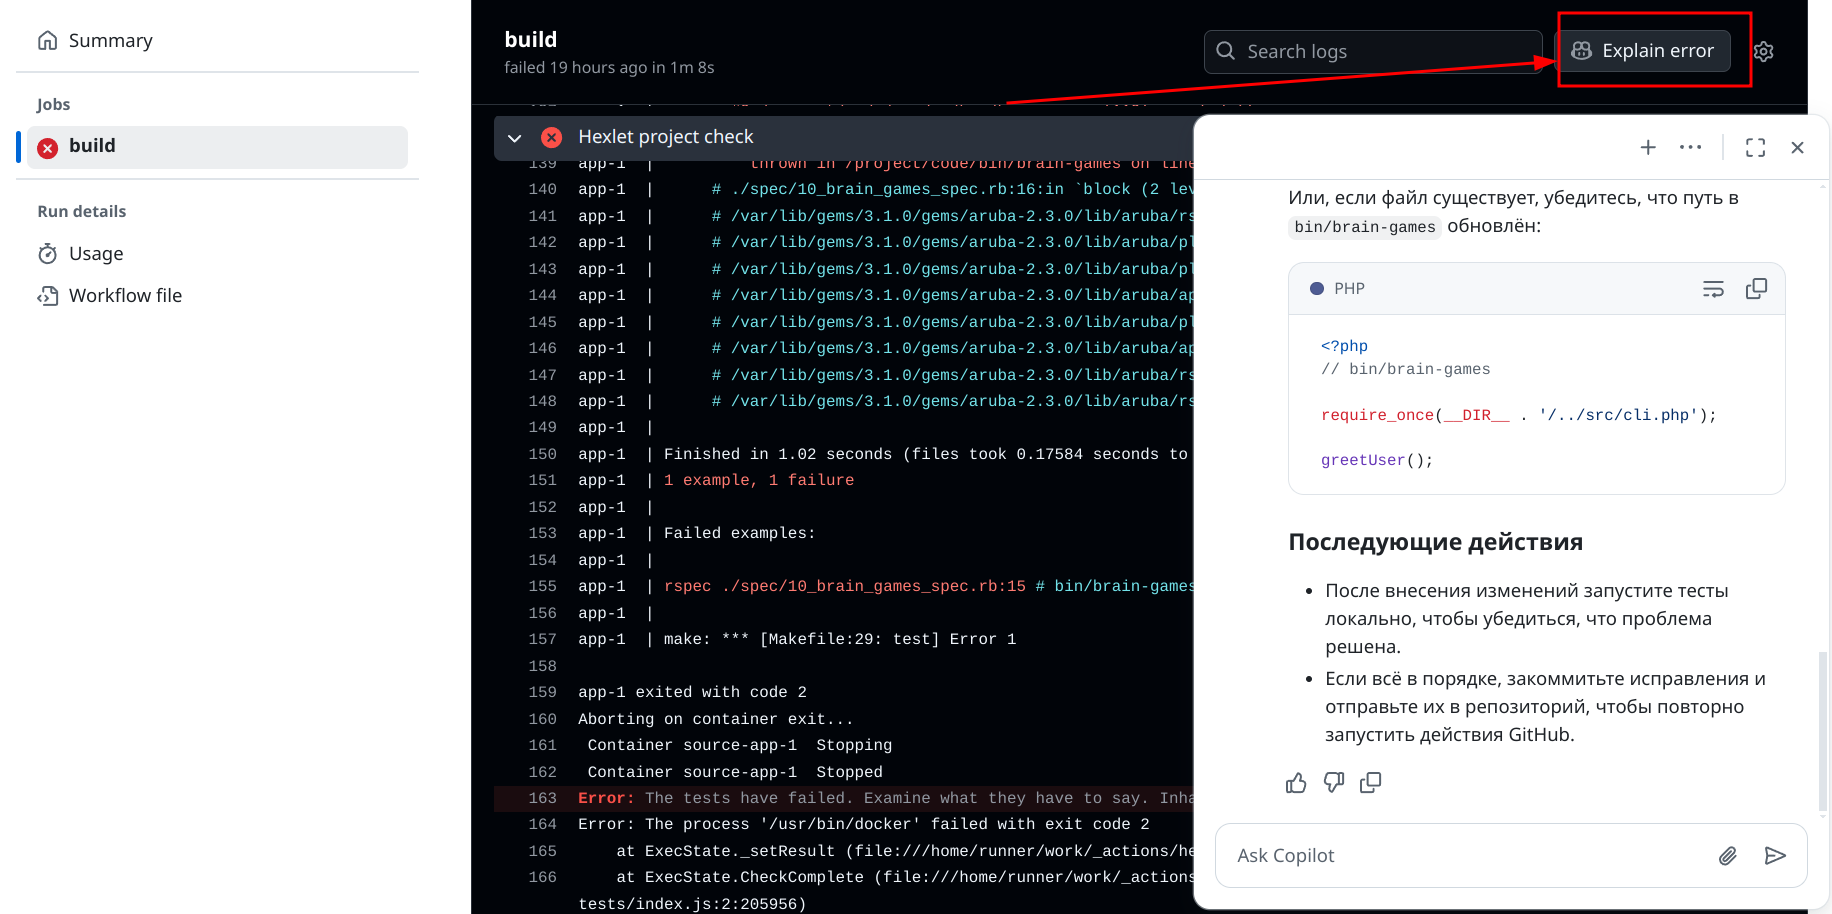 Summary
Jobs
build
Run details
Usage
Workflow file
build
failed 19 hours ago in 1m 8s
Search logs
Explain error
Hexlet project check
139 app-1 | thrown in /project/code/bin/brain-games on line
140 app-1 | # ./spec/10_brain_games_spec.rb:16:in `block (2 lev
141 app-1 | # /var/lib/gems/3.1.0/gems/aruba-2.3.0/lib/aruba/rs
142 app-1 | # /var/lib/gems/3.1.0/gems/aruba-2.3.0/lib/aruba/pl
143 app-1 | # /var/lib/gems/3.1.0/gems/aruba-2.3.0/lib/aruba/pl
144 app-1 | # /var/lib/gems/3.1.0/gems/aruba-2.3.0/lib/aruba/ap
145 app-1 | # /var/lib/gems/3.1.0/gems/aruba-2.3.0/lib/aruba/pl
146 app-1 | # /var/lib/gems/3.1.0/gems/aruba-2.3.0/lib/aruba/ap
147 app-1 | # /var/lib/gems/3.1.0/gems/aruba-2.3.0/lib/aruba/rs
148 app-1 | # /var/lib/gems/3.1.0/gems/aruba-2.3.0/lib/aruba/rs
149 app-1 |
150 app-1 | Finished in 1.02 seconds (files took 0.17584 seconds to
151 app-1 | 1 example, 1 failure
152 app-1 |
153 app-1 | Failed examples:
154 app-1 |
155 app-1 | rspec ./spec/10_brain_games_spec.rb:15 # bin/brain-games
156 app-1 |
157 app-1 | make: *** [Makefile:29: test] Error 1
158
159 app-1 exited with code 2
160 Aborting on container exit...
161 Container source-app-1 Stopping
162 Container source-app-1 Stopped
163 Error: The tests have failed. Examine what they have to say. Inha
164 Error: The process '/usr/bin/docker' failed with exit code 2
165 at ExecState._setResult (file:///home/runner/work/_actions/he
166 at ExecState.CheckComplete (file:///home/runner/work/_actions
tests/index.js:2:205956)
Или, если файл существует, убедитесь, что путь в
bin/brain-games обновлён:
PHP
<?php
// bin/brain-games
require_once(__DIR__ . '/../src/cli.php');
greetUser();
Последующие действия
• После внесения изменений запустите тесты
локально, чтобы убедиться, что проблема
решена.
• Если всё в порядке, закоммитьте исправления и
отправьте их в репозиторий, чтобы повторно
запустить действия GitHub.
Ask Copilot